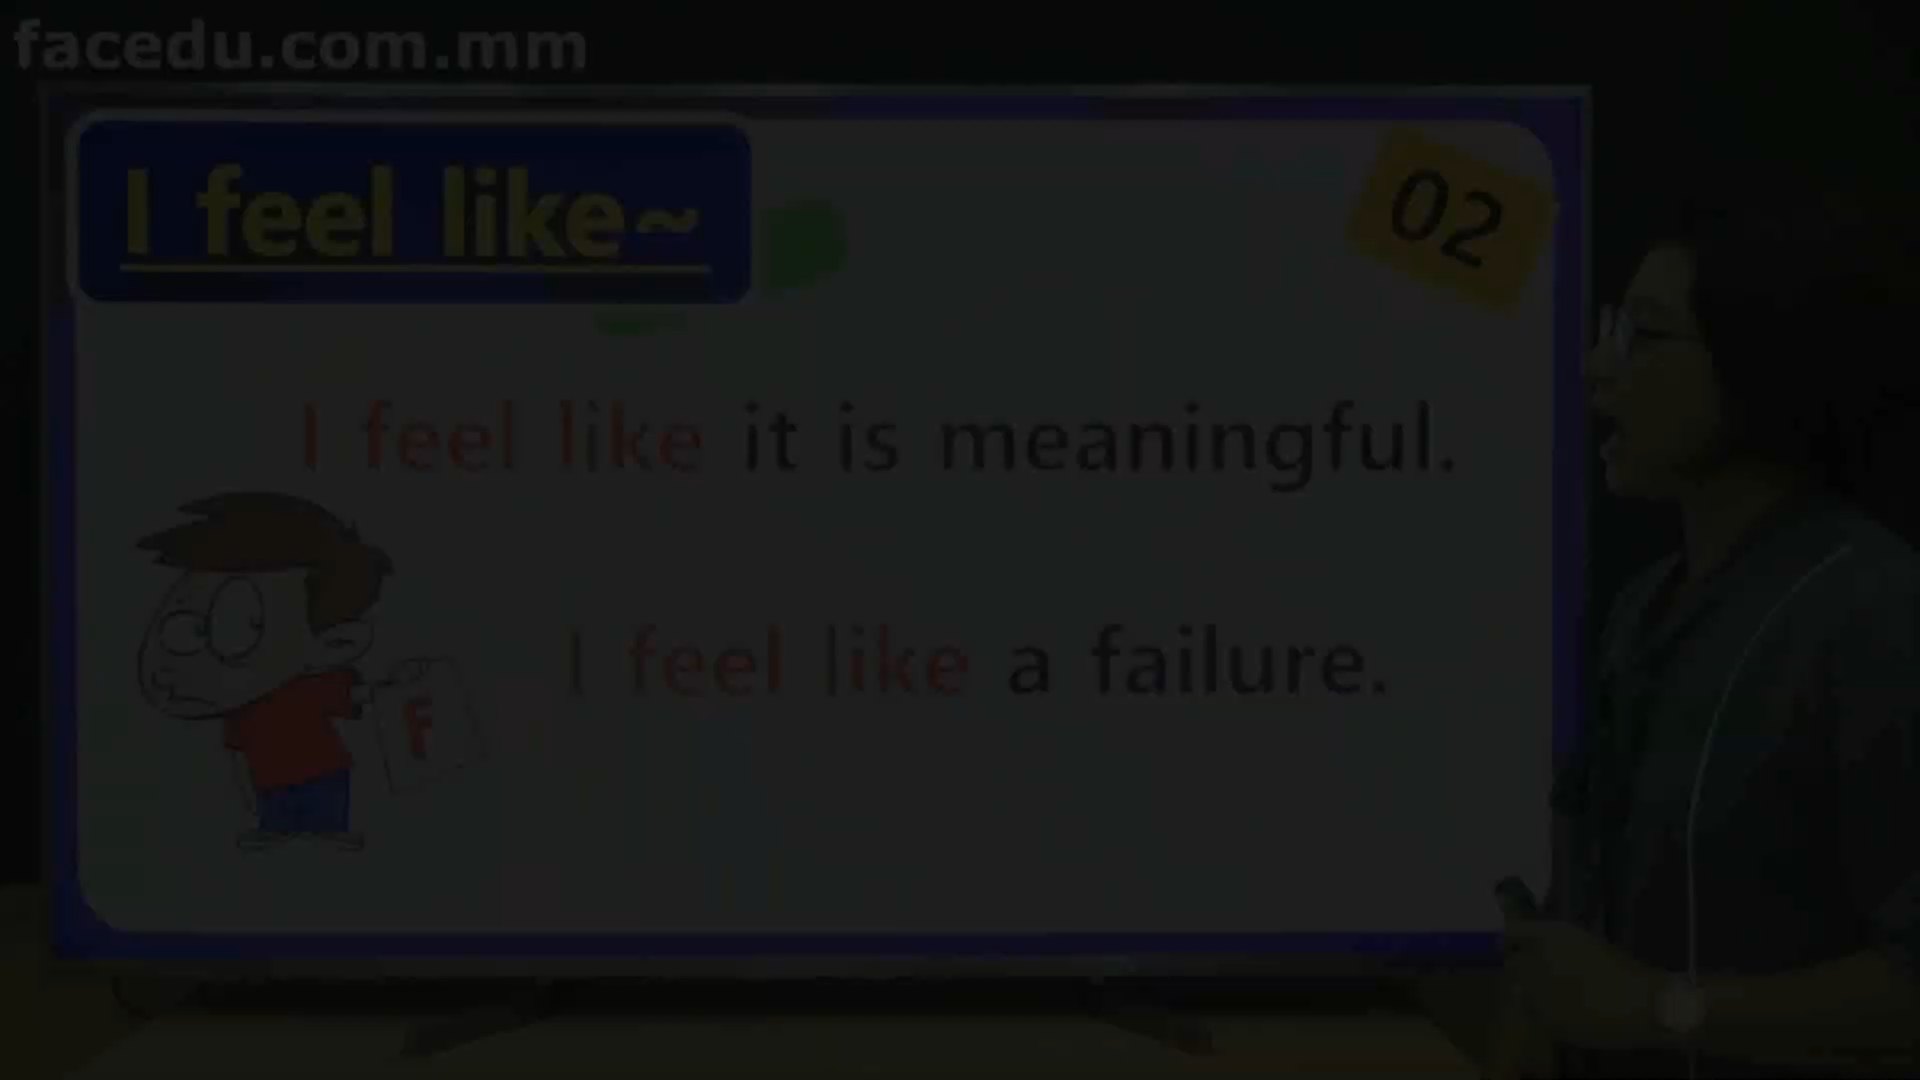 facedu.com.mm
I feel like~
02
I feel like it is meaningful.
I feel like a failure.
F